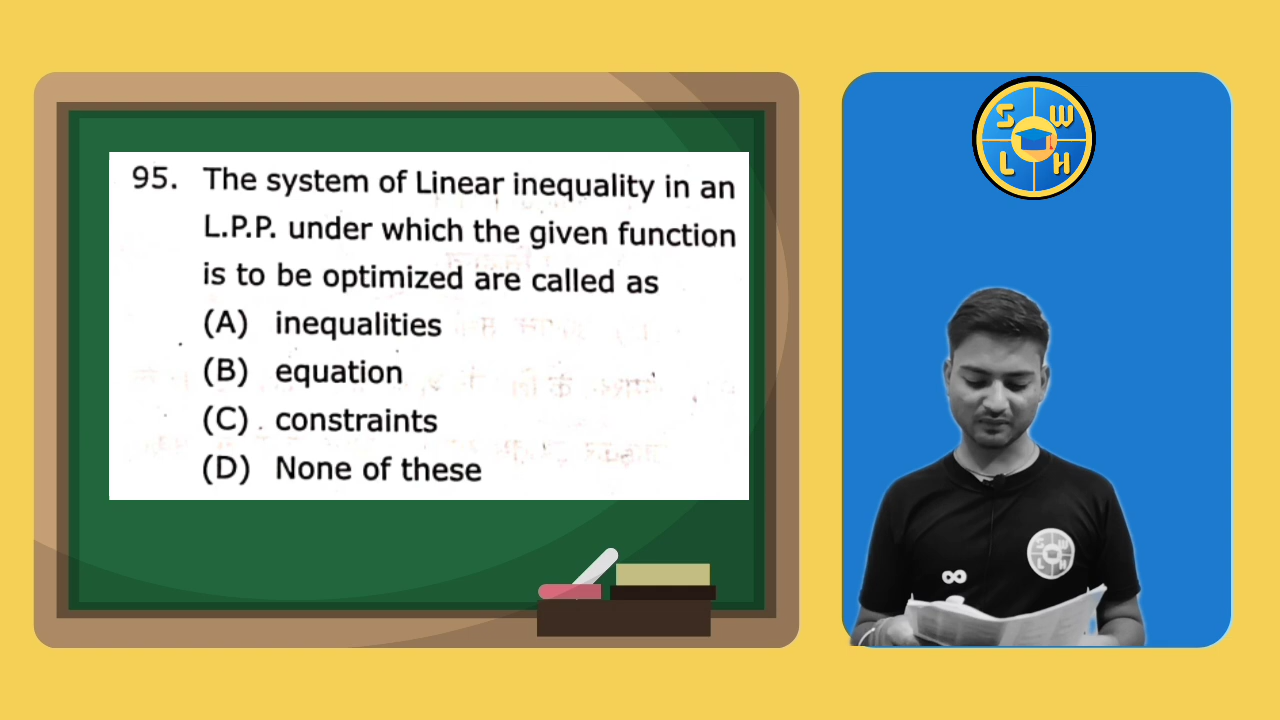 95. The system of Linear inequality in an
L.P.P. under which the given function
is to be optimized are called as
(A) inequalities
(B) equation
(C) constraints
(D) None of these
S W
L H
S W
L H